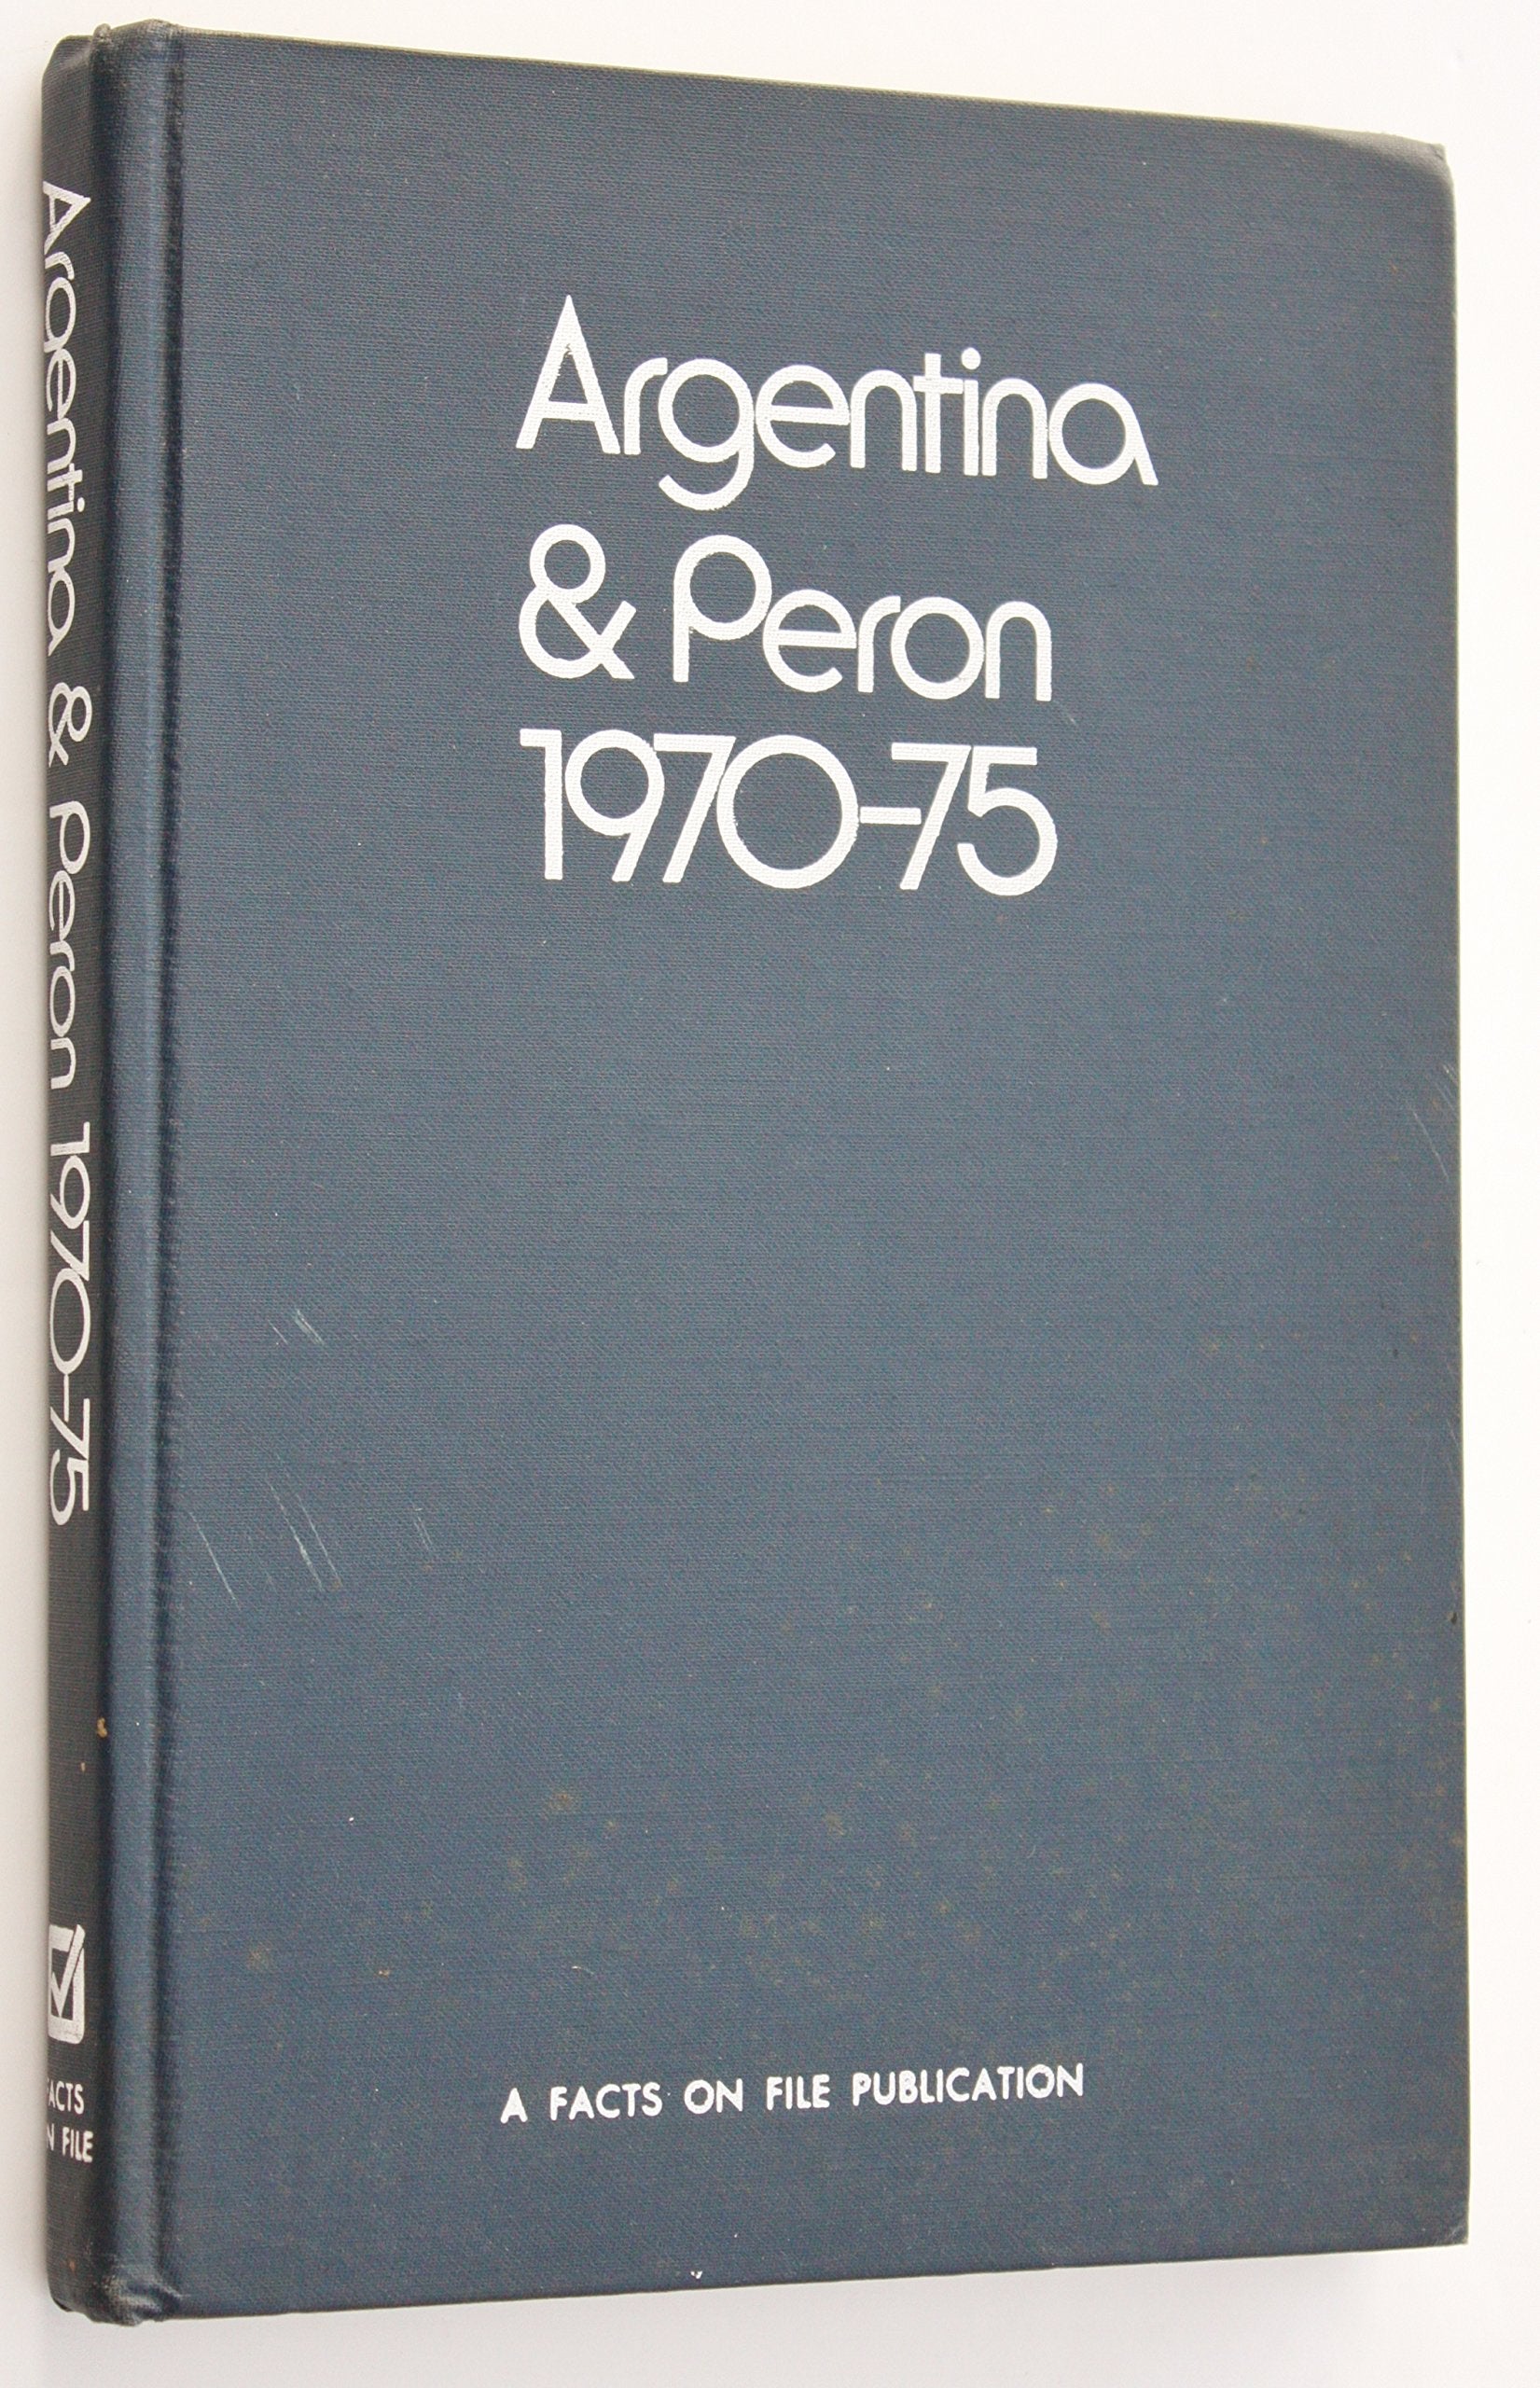 Argentina
& Peron
1970-75
A FACTS ON FILE PUBLICATION
Argentina & Peron 1970-75
FACTS
ON FILE